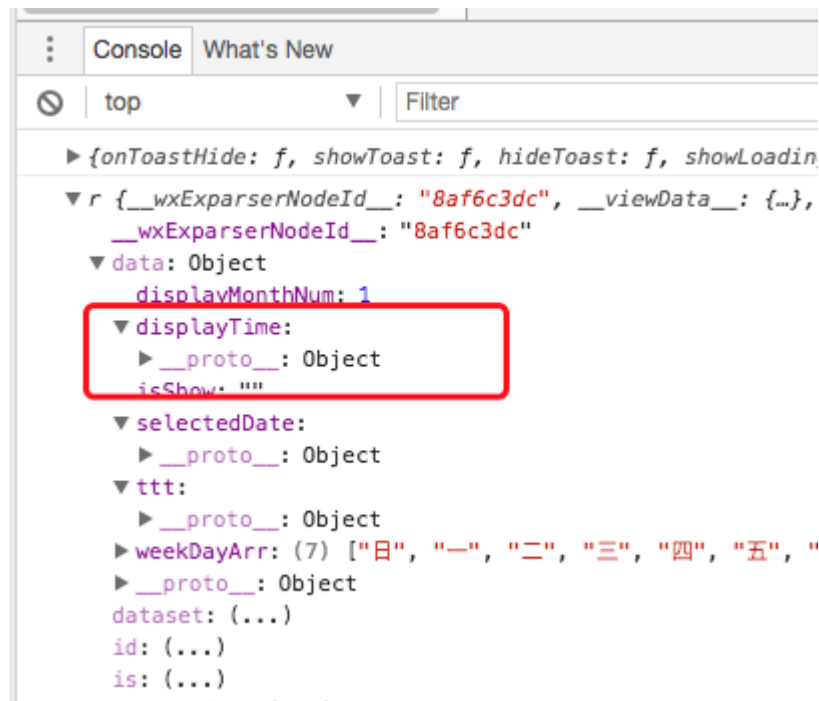 Console What's New
top Filter
{onToastHide: ƒ, showToast: ƒ, hideToast: ƒ, showLoadin
r {__wxExparserNodeId__: "8af6c3dc", __viewData__: {…},
__wxExparserNodeId__: "8af6c3dc"
data: Object
displayMonthNum: 1
displayTime:
__proto__: Object
isShow: ""
selectedDate:
__proto__: Object
ttt:
__proto__: Object
weekDayArr: (7) ["日", "一", "二", "三", "四", "五", "
__proto__: Object
dataset: (...)
id: (...)
is: (...)